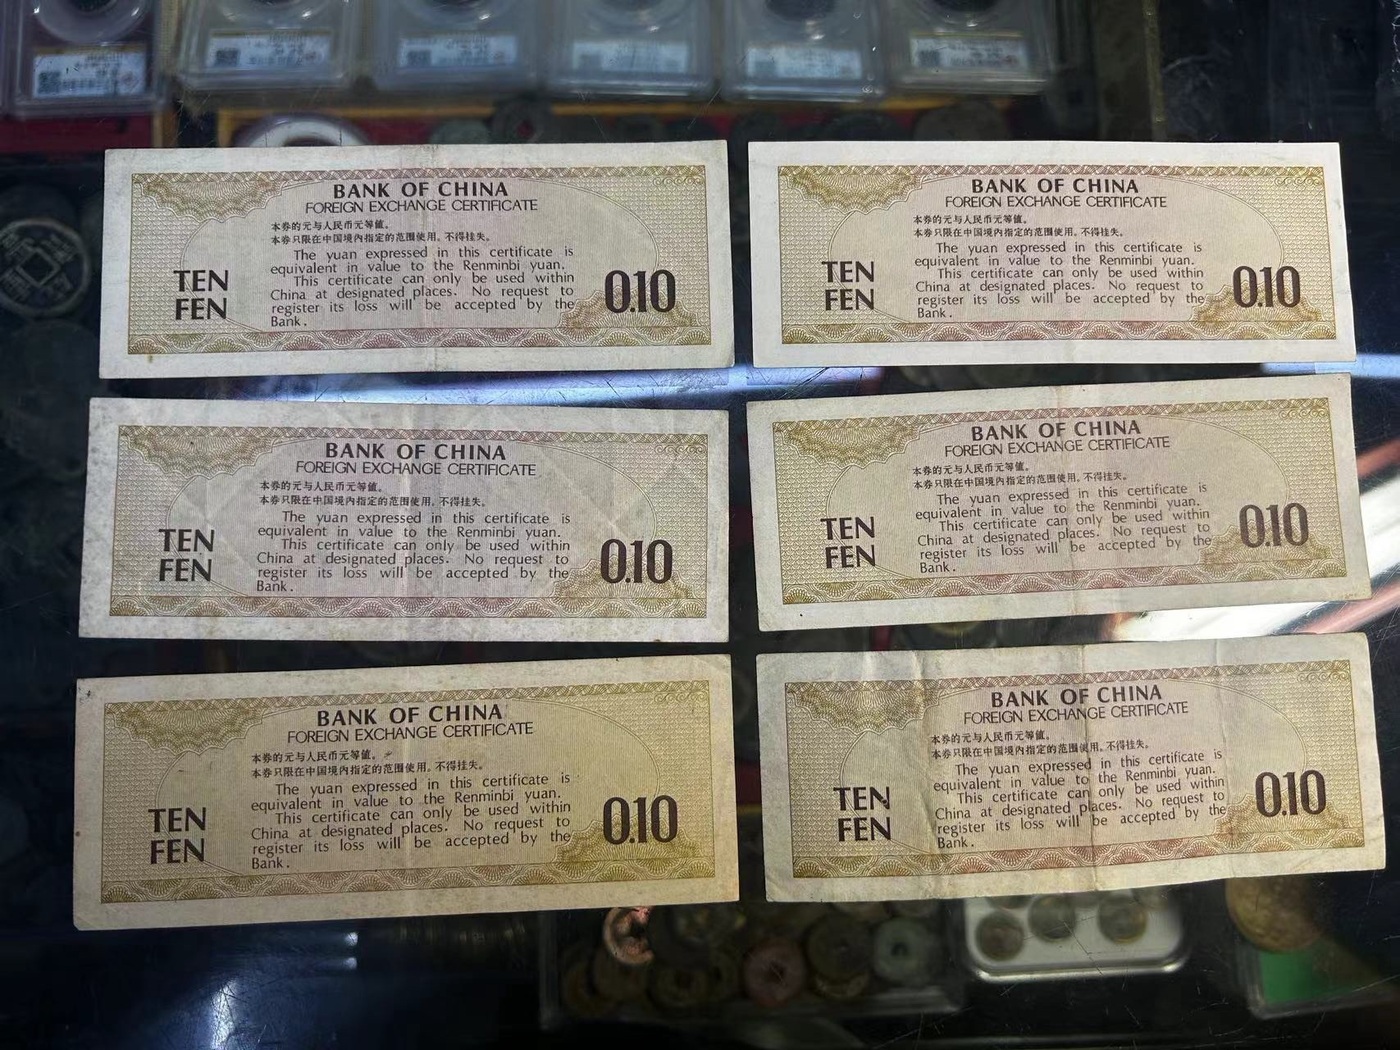 BANK OF CHINA
FOREIGN EXCHANGE CERTIFICATE
本券的元与人民币元等值。
本券只限在中国境内指定的范围使用,不得挂失。
The yuan expressed in this certificate is
equivalent in value to the Renminbi yuan.
This certificate can only be used within
China at designated places. No request to
register its loss will be accepted by the
Bank.
TEN
FEN
0.10
BANK OF CHINA
FOREIGN EXCHANGE CERTIFICATE
本券的元与人民币元等值。
本券只限在中国境内指定的范围使用,不得挂失。
The yuan expressed in this certificate is
equivalent in value to the Renminbi yuan.
This certificate can only be used within
China at designated places. No request to
register its loss will be accepted by the
Bank.
TEN
FEN
0.10
BANK OF CHINA
FOREIGN EXCHANGE CERTIFICATE
本券的元与人民币元等值。
本券只限在中国境内指定的范围使用,不得挂失。
The yuan expressed in this certificate is
equivalent in value to the Renminbi yuan.
This certificate can only be used within
China at designated places. No request to
register its loss will be accepted by the
Bank.
TEN
FEN
0.10
BANK OF CHINA
FOREIGN EXCHANGE CERTIFICATE
本券的元与人民币元等值。
本券只限在中国境内指定的范围使用,不得挂失。
The yuan expressed in this certificate is
equivalent in value to the Renminbi yuan.
This certificate can only be used within
China at designated places. No request to
register its loss will be accepted by the
Bank.
TEN
FEN
0.10
BANK OF CHINA
FOREIGN EXCHANGE CERTIFICATE
本券的元与人民币元等值。
本券只限在中国境内指定的范围使用,不得挂失。
The yuan expressed in this certificate is
equivalent in value to the Renminbi yuan.
This certificate can only be used within
China at designated places. No request to
register its loss will be accepted by the
Bank.
TEN
FEN
0.10
BANK OF CHINA
FOREIGN EXCHANGE CERTIFICATE
本券的元与人民币元等值。
本券只限在中国境内指定的范围使用,不得挂失。
The yuan expressed in this certificate is
equivalent in value to the Renminbi yuan.
This certificate can only be used within
China at designated places. No request to
register its loss will be accepted by the
Bank.
TEN
FEN
0.10